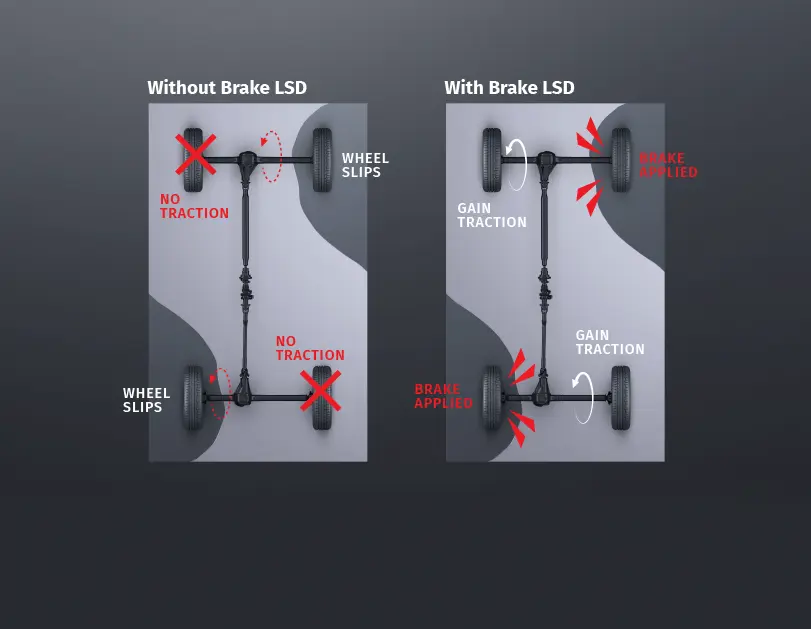 Without Brake LSD
WHEEL
SLIPS
NO
TRACTION
NO
TRACTION
WHEEL
SLIPS
With Brake LSD
BRAKE
APPLIED
GAIN
TRACTION
GAIN
TRACTION
BRAKE
APPLIED